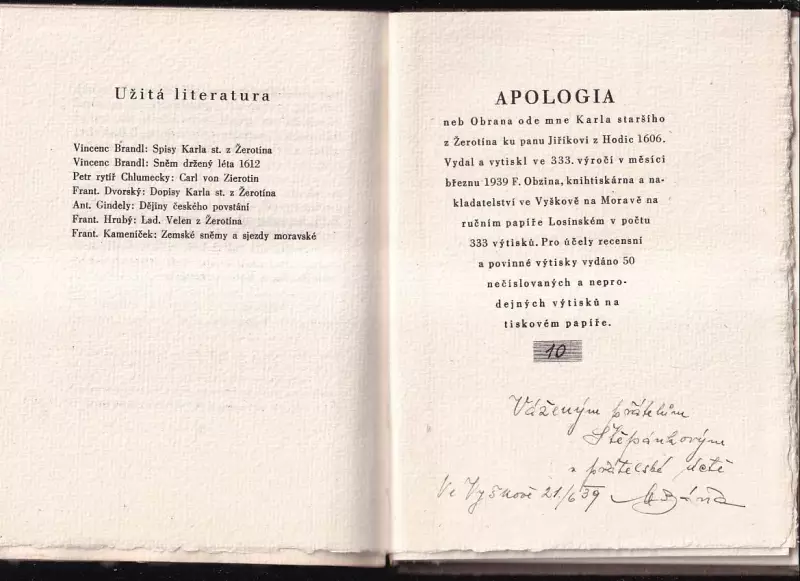 Užitá literatura
Vincenc Brandl: Spisy Karla st. z Žerotína
Vincenc Brandl: Sněm držený léta 1612
Petr rytíř Chlumecky: Carl von Zierotin
Frant. Dvorský: Dopisy Karla st. z Žerotína
Ant. Gindely: Dějiny českého povstání
Frant. Hrubý: Lad. Velen z Žerotína
Frant. Kameníček: Zemské sněmy a sjezdy moravské
APOLOGIA
neb Obrana ode mne Karla staršího
z Žerotína ku panu Jiříkovi z Hodic 1606.
Vydal a vytiskl ve 333. výročí v měsíci
březnu 1939 F. Obzina, knihtiskárna a na-
kladatelství ve Vyškově na Moravě na
ručním papíře Losinském v počtu
333 výtisků. Pro účely recensní
a povinné výtisky vydáno 50
nečíslovaných a nepro-
dejných výtisků na
tiskovém papíře.
10
Váženým přátelům
Štěpánkovým
v přátelské úctě
Ve Vyškově 21/6 39